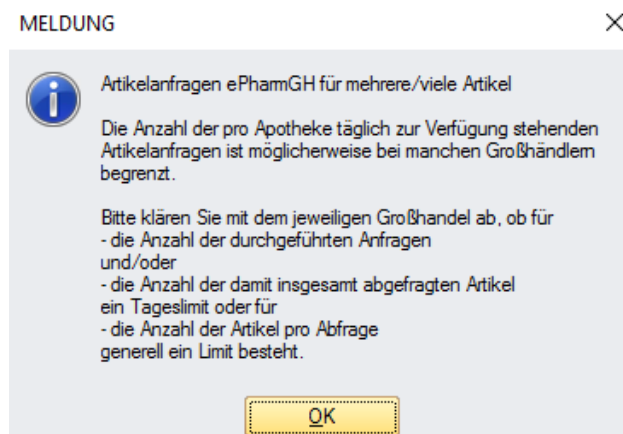 MELDUNG
Artikelanfragen ePharmGH für mehrere/viele Artikel
Die Anzahl der pro Apotheke täglich zur Verfügung stehenden
Artikelanfragen ist möglicherweise bei manchen Großhändlern
begrenzt.
Bitte klären Sie mit dem jeweiligen Großhandel ab, ob für
- die Anzahl der durchgeführten Anfragen
und/oder
- die Anzahl der damit insgesamt abgefragten Artikel
ein Tageslimit oder für
- die Anzahl der Artikel pro Abfrage
generell ein Limit besteht.
OK